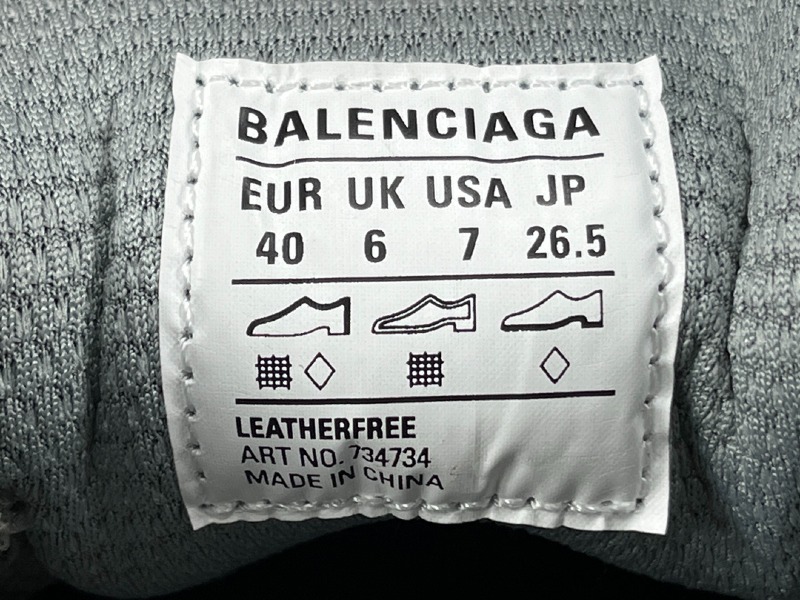 BALENCIAGA
EUR UK USA JP
40 6 7 26.5
LEATHERFREE
ART NO. 734734
MADE IN CHINA